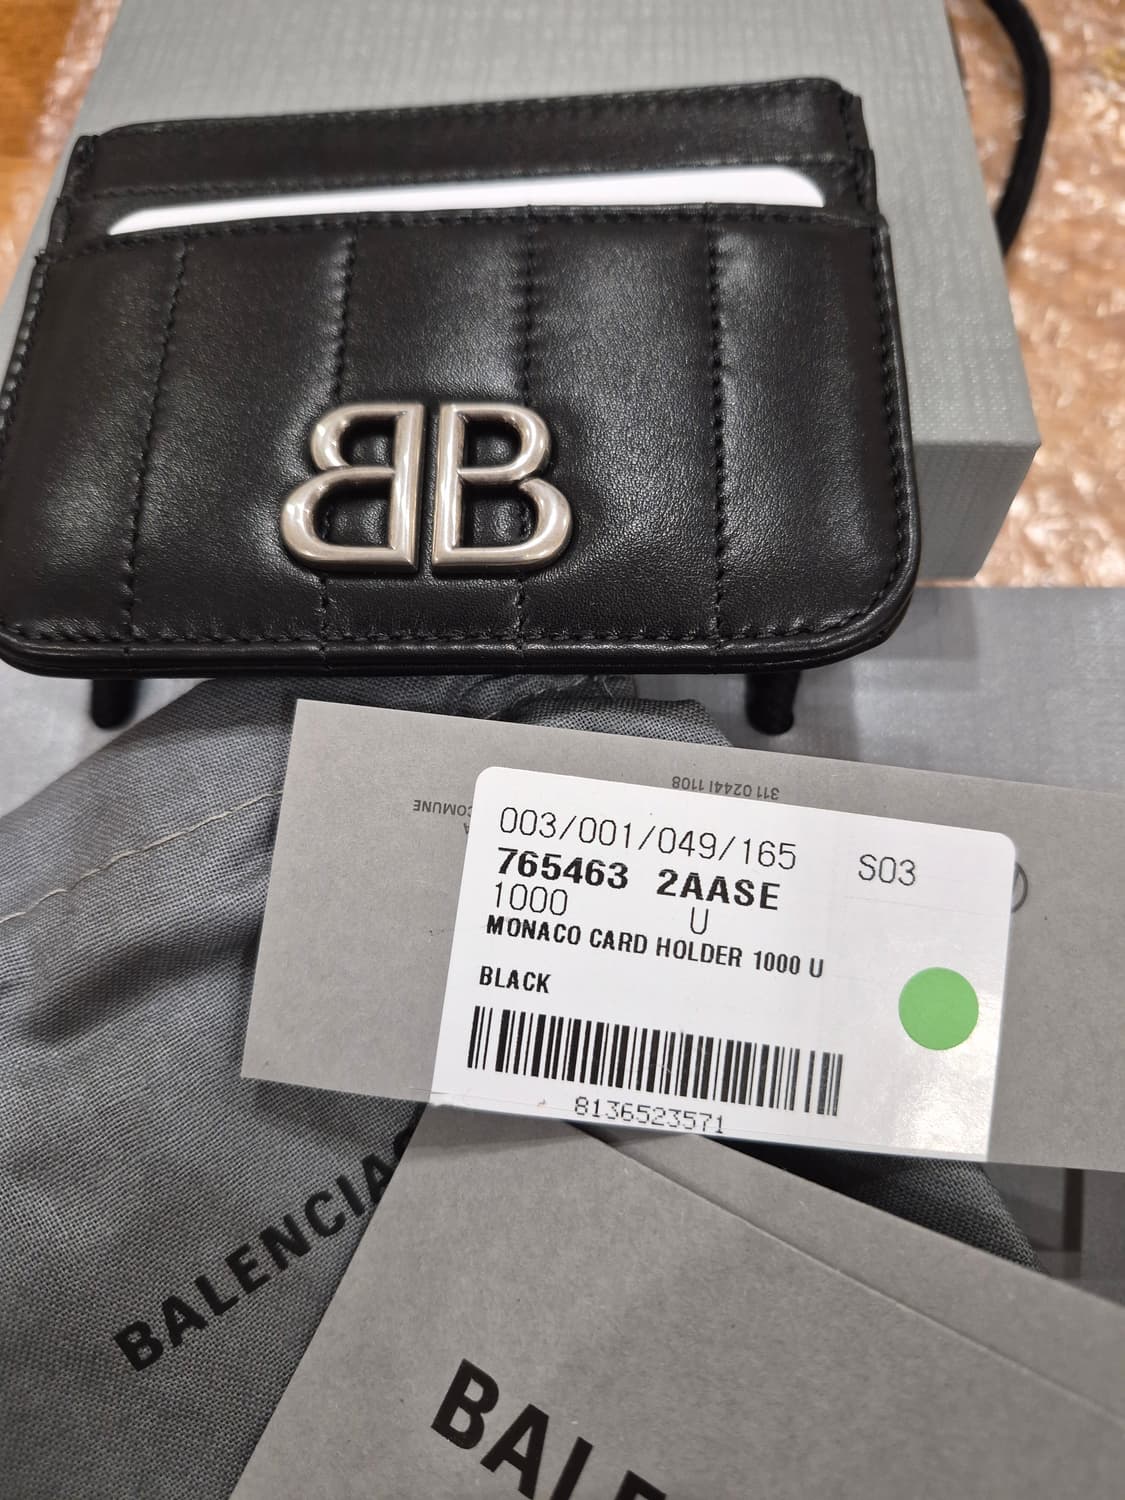 BB
311 02441 1108
COMUNE
003/001/049/165 S03
765463 2AASE
1000 U
MONACO CARD HOLDER 1000 U
BLACK
8136523571
BALENCIA
BALE